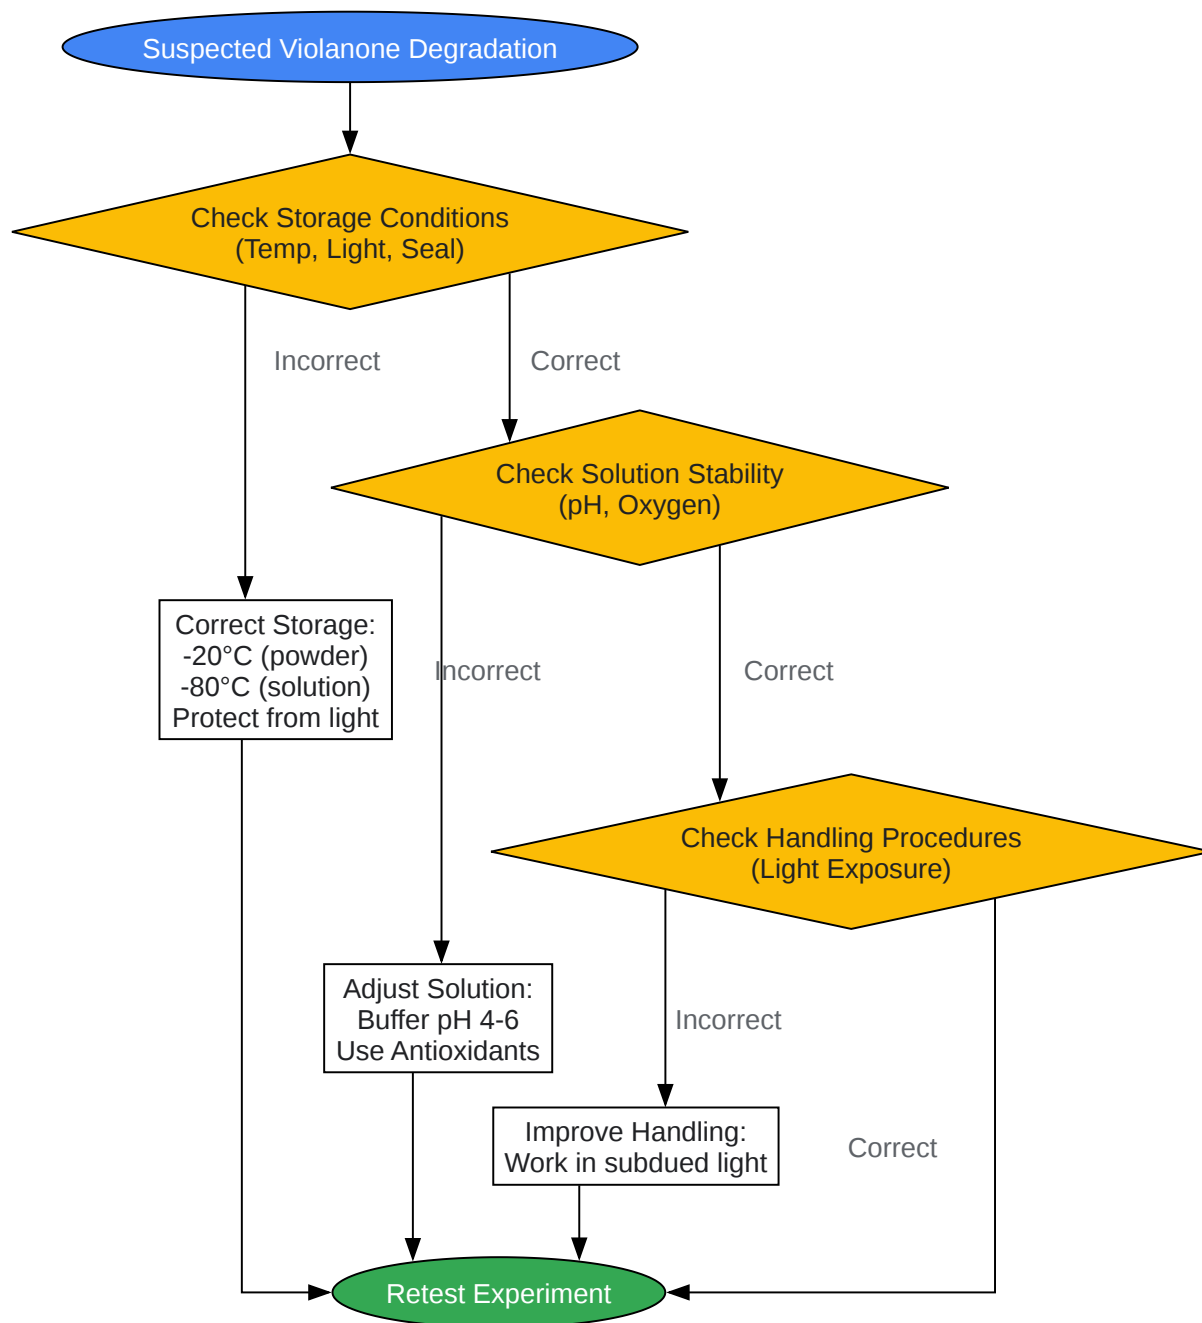 Suspected Violanone Degradation
Check Storage Conditions
(Temp, Light, Seal)
Incorrect
Correct
Check Solution Stability
(pH, Oxygen)
Correct Storage:
-20°C (powder)
-80°C (solution)
Protect from light
Incorrect
Correct
Check Handling Procedures
(Light Exposure)
Adjust Solution:
Buffer pH 4-6
Use Antioxidants
Incorrect
Improve Handling:
Work in subdued light
Correct
Retest Experiment